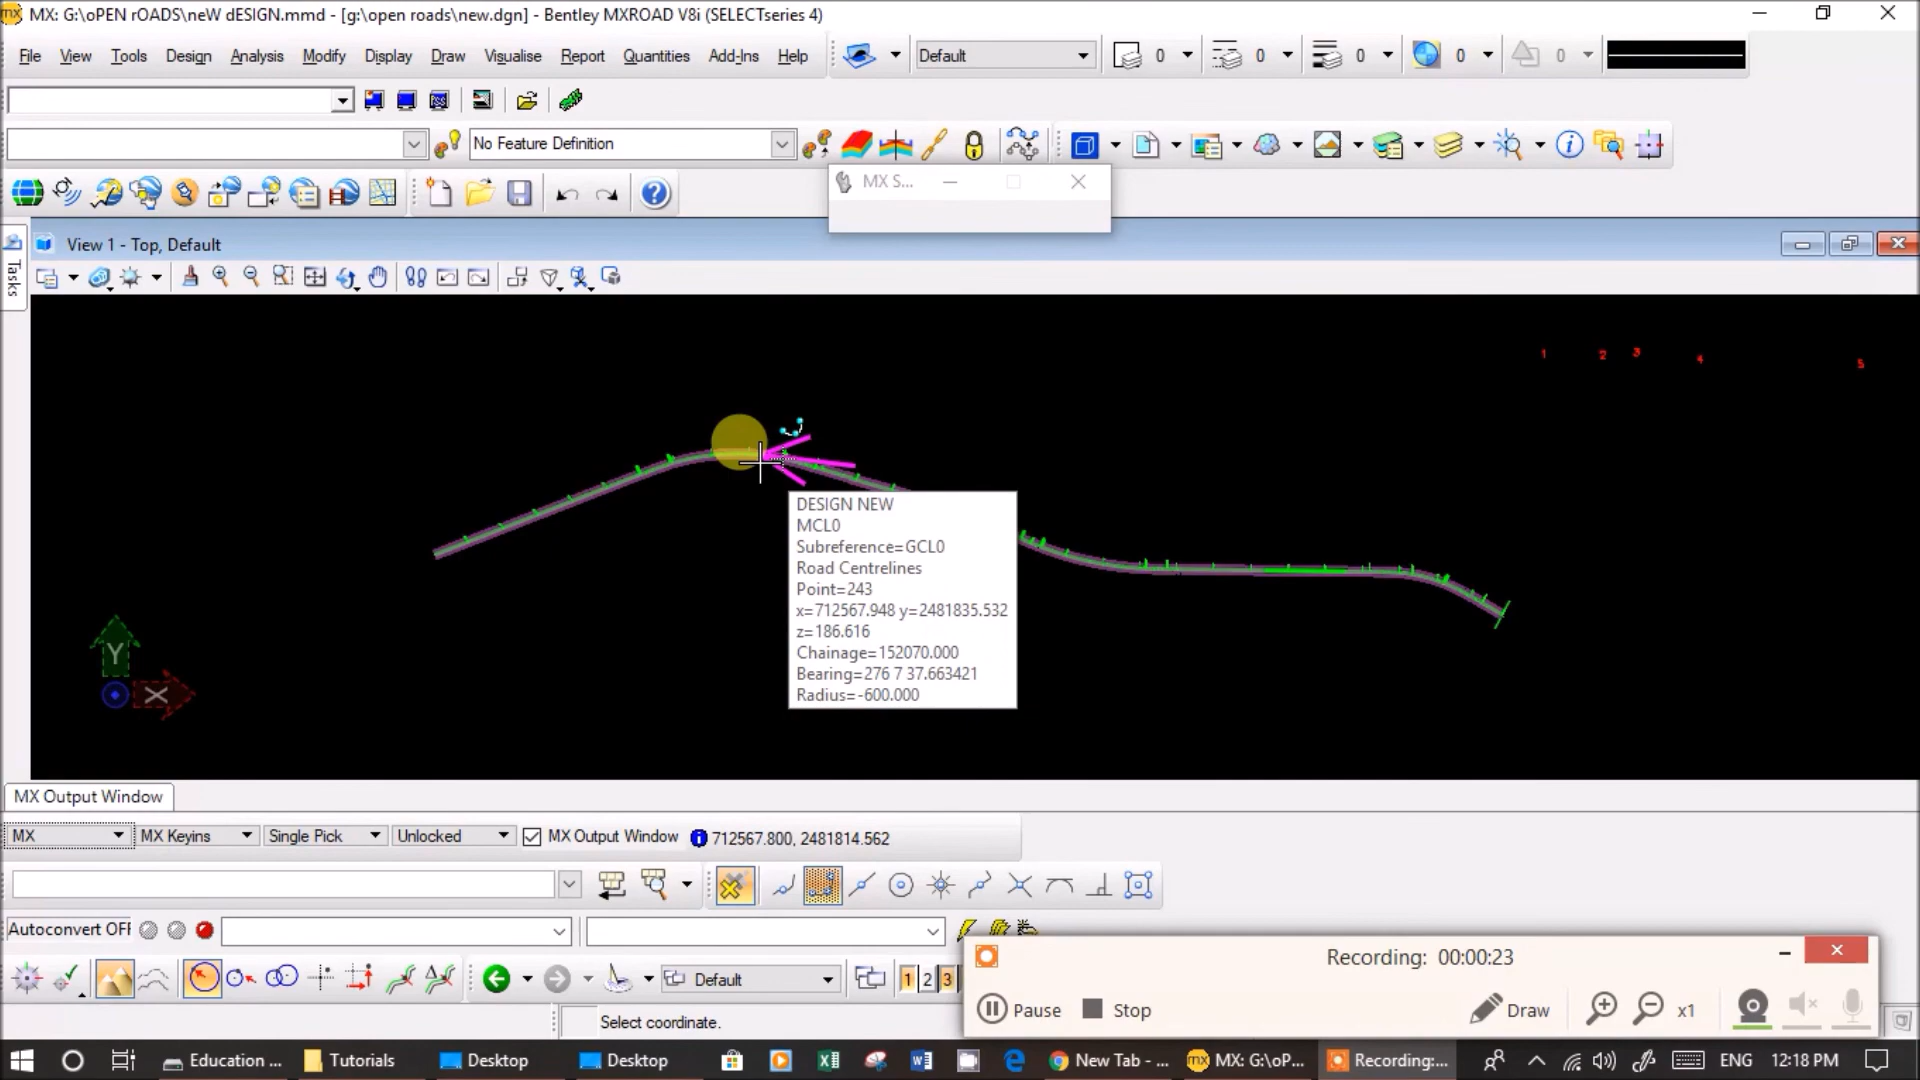 MX: G:\oPEN rOADS\neW dESIGN.mmd - [g:\open roads\new.dgn] - Bentley MXROAD V8i (SELECTseries 4)
File View Tools Design Analysis Modify Display Draw Visualise Report Quantities Add-Ins Help
Default
0
0
0
0
0
No Feature Definition
MX S...
View 1 - Top, Default
Tasks
1 2 3 4 5
DESIGN NEW
MCL0
Subreference=GCL0
Road Centrelines
Point=243
x=712567.948 y=2481835.532
z=186.616
Chainage=152070.000
Bearing=276 7 37.663421
Radius=-600.000
Y
X
MX Output Window
MX MX Keyins Single Pick Unlocked MX Output Window 712567.800, 2481814.562
Autoconvert OFF
Recording: 00:00:23
Default 1 2 3
Pause Stop Draw x1
Select coordinate.
Education ... Tutorials Desktop Desktop New Tab - ... MX: G:\oP... Recording:... ENG 12:18 PM